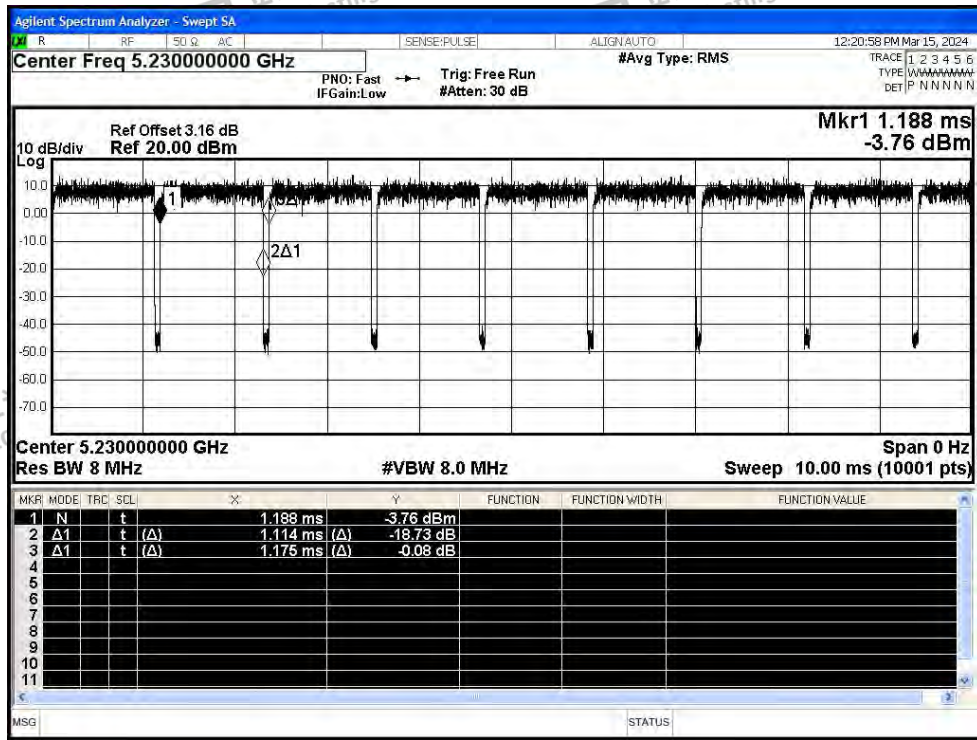 Agilent Spectrum Analyzer - Swept SA
LXI R RF 50 Ω AC SENSE:PULSE ALIGN AUTO 12:20:58 PM Mar 15, 2024
Center Freq 5.230000000 GHz #Avg Type: RMS TRACE 1 2 3 4 5 6
PNO: Fast Trig: Free Run TYPE WWWWWW
IFGain:Low #Atten: 30 dB DET P N N N N N
Mkr1 1.188 ms
Ref Offset 3.16 dB -3.76 dBm
10 dB/div Ref 20.00 dBm
Log
10.0
0.00
-10.0
-20.0
-30.0
-40.0
-50.0
-60.0
-70.0
1
2Δ1
Center 5.230000000 GHz Span 0 Hz
Res BW 8 MHz #VBW 8.0 MHz Sweep 10.00 ms (10001 pts)
MKR MODE TRC SCL X Y FUNCTION FUNCTION WIDTH FUNCTION VALUE
1 N t 1.188 ms -3.76 dBm
2 Δ1 t (Δ) 1.114 ms (Δ) -18.73 dB
3 Δ1 t (Δ) 1.175 ms (Δ) -0.08 dB
4
5
6
7
8
9
10
11
MSG STATUS